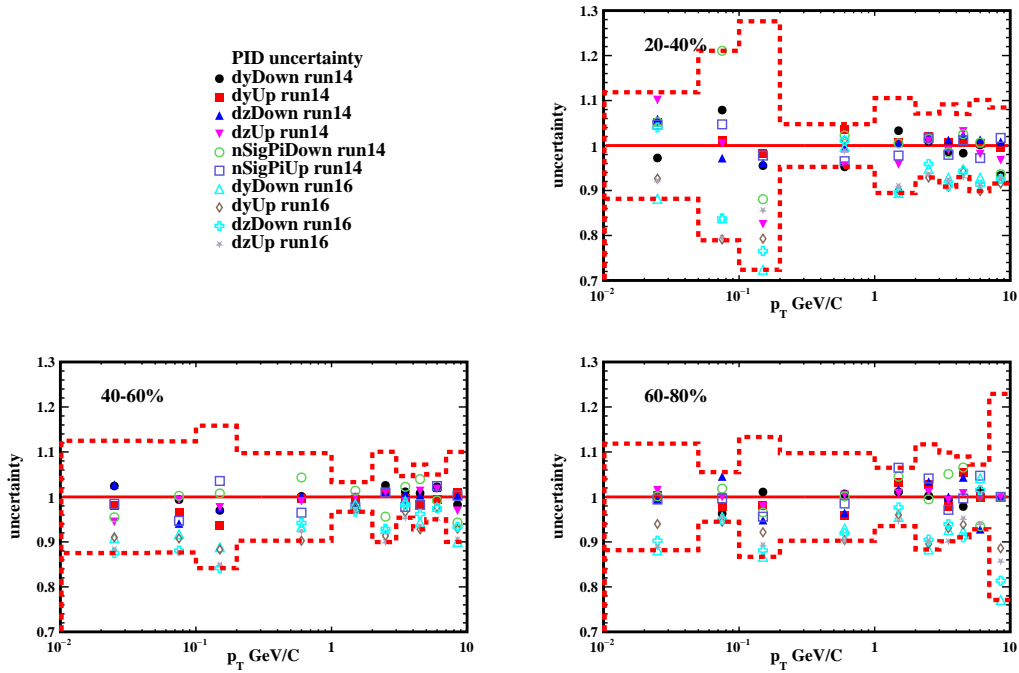 PID uncertainty
dyDown run14
dyUp run14
dzDown run14
dzUp run14
nSigPiDown run14
nSigPiUp run14
dyDown run16
dyUp run16
dzDown run16
dzUp run16
20-40%
uncertainty
1.3
1.2
1.1
1
0.9
0.8
0.7
10⁻² 10⁻¹ 1 10
p_T GeV/C
40-60%
uncertainty
1.3
1.2
1.1
1
0.9
0.8
0.7
10⁻² 10⁻¹ 1 10
p_T GeV/C
60-80%
uncertainty
1.3
1.2
1.1
1
0.9
0.8
0.7
10⁻² 10⁻¹ 1 10
p_T GeV/C